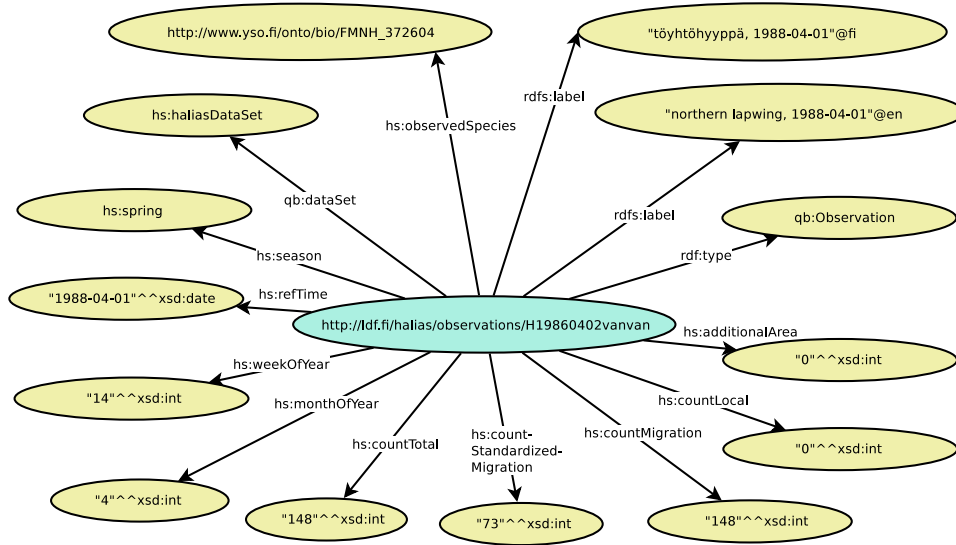 http://www.yso.fi/onto/bio/FMNH_372604
"töyhtöhyyppä, 1988-04-01"@fi
rdfs:label
hs:haliasDataSet
"northern lapwing, 1988-04-01"@en
hs:observedSpecies
qb:dataSet
hs:spring
rdfs:label
qb:Observation
hs:season
rdf:type
"1988-04-01"^^xsd:date
hs:refTime
http://ldf.fi/halias/observations/H19860402vanvan
hs:additionalArea
hs:weekOfYear
"0"^^xsd:int
"14"^^xsd:int
hs:monthOfYear
hs:countLocal
hs:countTotal
hs:count-
Standardized-
Migration
hs:countMigration
"0"^^xsd:int
"4"^^xsd:int
"148"^^xsd:int
"73"^^xsd:int
"148"^^xsd:int